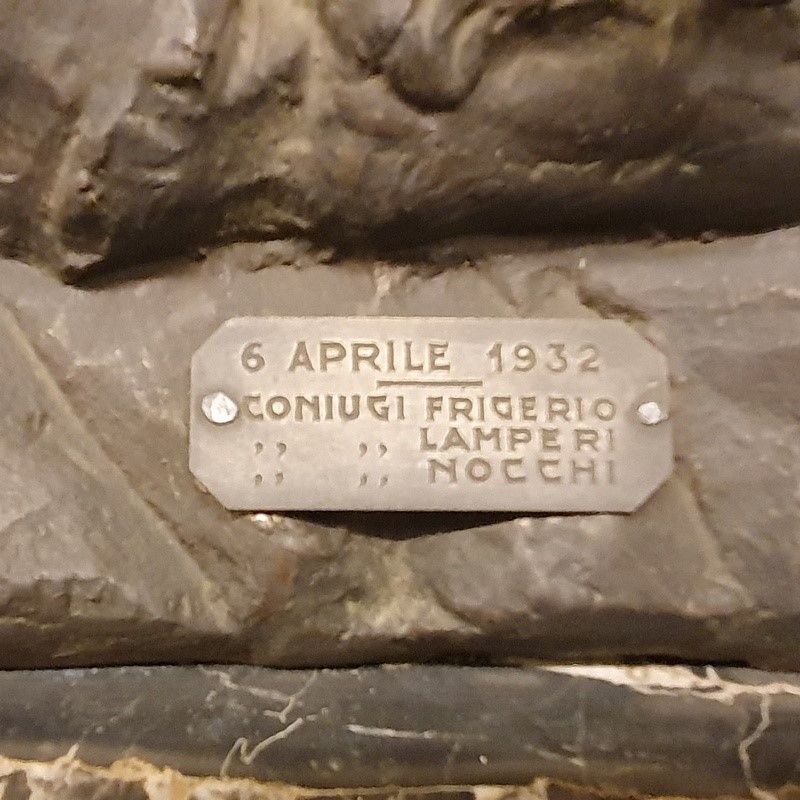 6 APRILE 1932
CONIUGI FRIGERIO
,, ,, LAMPERI
,, ,, NOCCHI